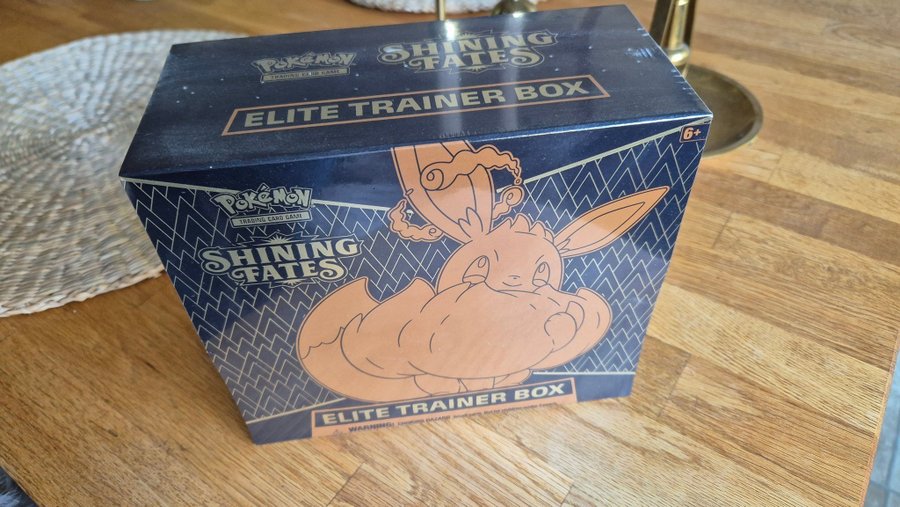 Pokémon
TRADING CARD GAME
SHINING
FATES
ELITE TRAINER BOX
6+
Pokémon
TRADING CARD GAME
SHINING
FATES
ELITE TRAINER BOX
WARNING: